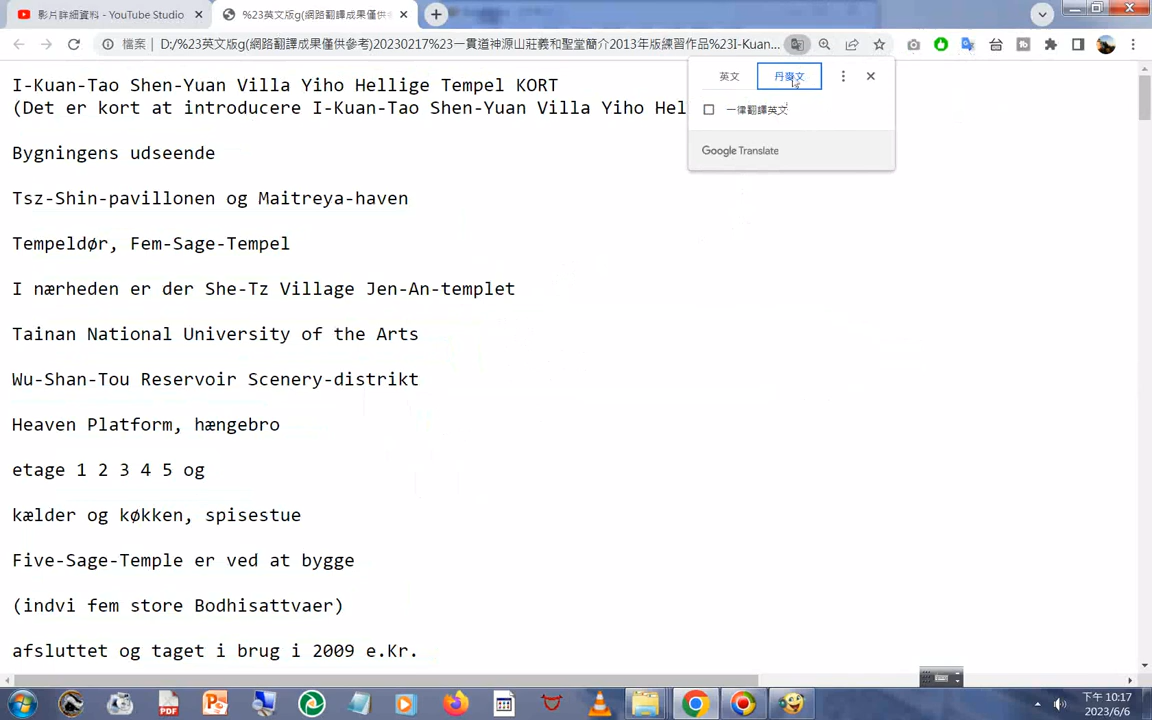 影片詳細資料 - YouTube Studio
%23英文版g(網路翻譯成果僅供參
檔案
D:/%23英文版g(網路翻譯成果僅供參考)20230217%23一貫道神源山莊義和聖堂簡介2013年版練習作品%23I-Kuan...
英文
丹麥文
一律翻譯英文
Google Translate
I-Kuan-Tao Shen-Yuan Villa Yiho Hellige Tempel KORT
(Det er kort at introducere I-Kuan-Tao Shen-Yuan Villa Yiho Hel
Bygningens udseende
Tsz-Shin-pavillonen og Maitreya-haven
Tempeldør, Fem-Sage-Tempel
I nærheden er der She-Tz Village Jen-An-templet
Tainan National University of the Arts
Wu-Shan-Tou Reservoir Scenery-distrikt
Heaven Platform, hængebro
etage 1 2 3 4 5 og
kælder og køkken, spisestue
Five-Sage-Temple er ved at bygge
(indvi fem store Bodhisattvaer)
afsluttet og taget i brug i 2009 e.Kr.
PDF
下午 10:17
2023/6/6